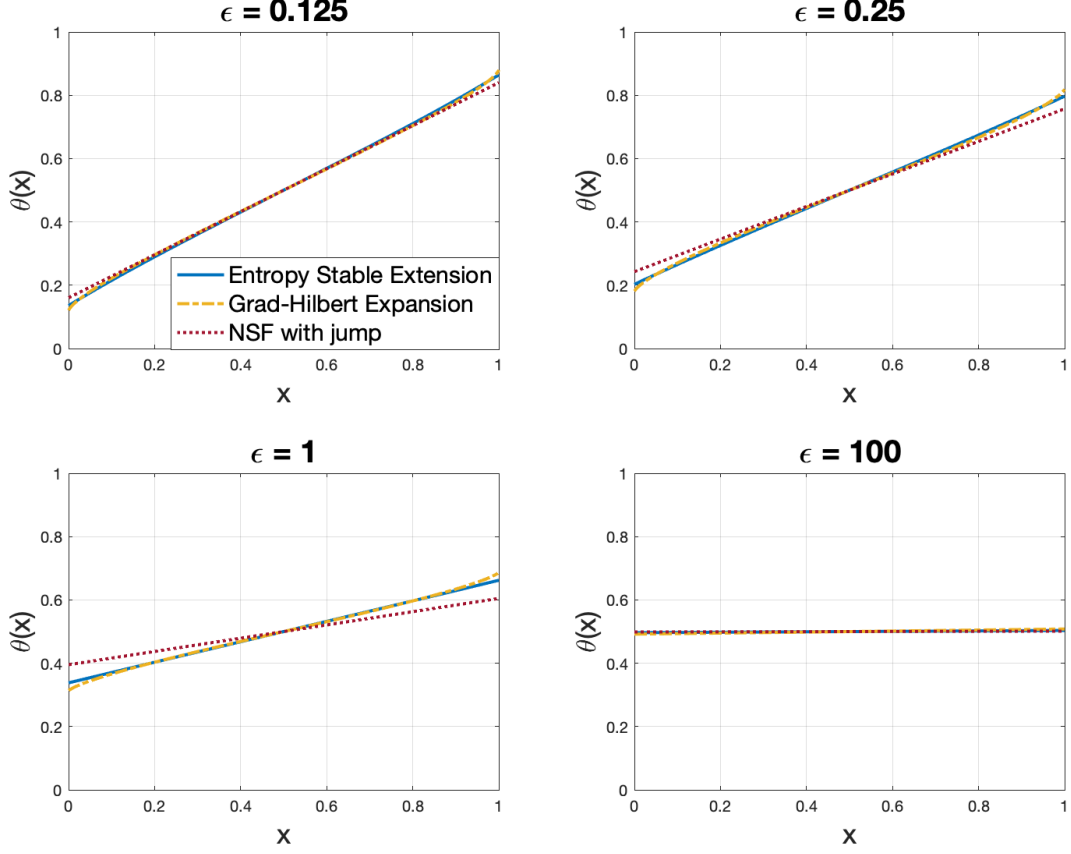 ϵ = 0.125
1
0.8
0.6
0.4
0.2
0
θ(x)
0 0.2 0.4 0.6 0.8 1
x
Entropy Stable Extension
Grad-Hilbert Expansion
NSF with jump
ϵ = 0.25
1
0.8
0.6
0.4
0.2
0
θ(x)
0 0.2 0.4 0.6 0.8 1
x
ϵ = 1
1
0.8
0.6
0.4
0.2
0
θ(x)
0 0.2 0.4 0.6 0.8 1
x
ϵ = 100
1
0.8
0.6
0.4
0.2
0
θ(x)
0 0.2 0.4 0.6 0.8 1
x